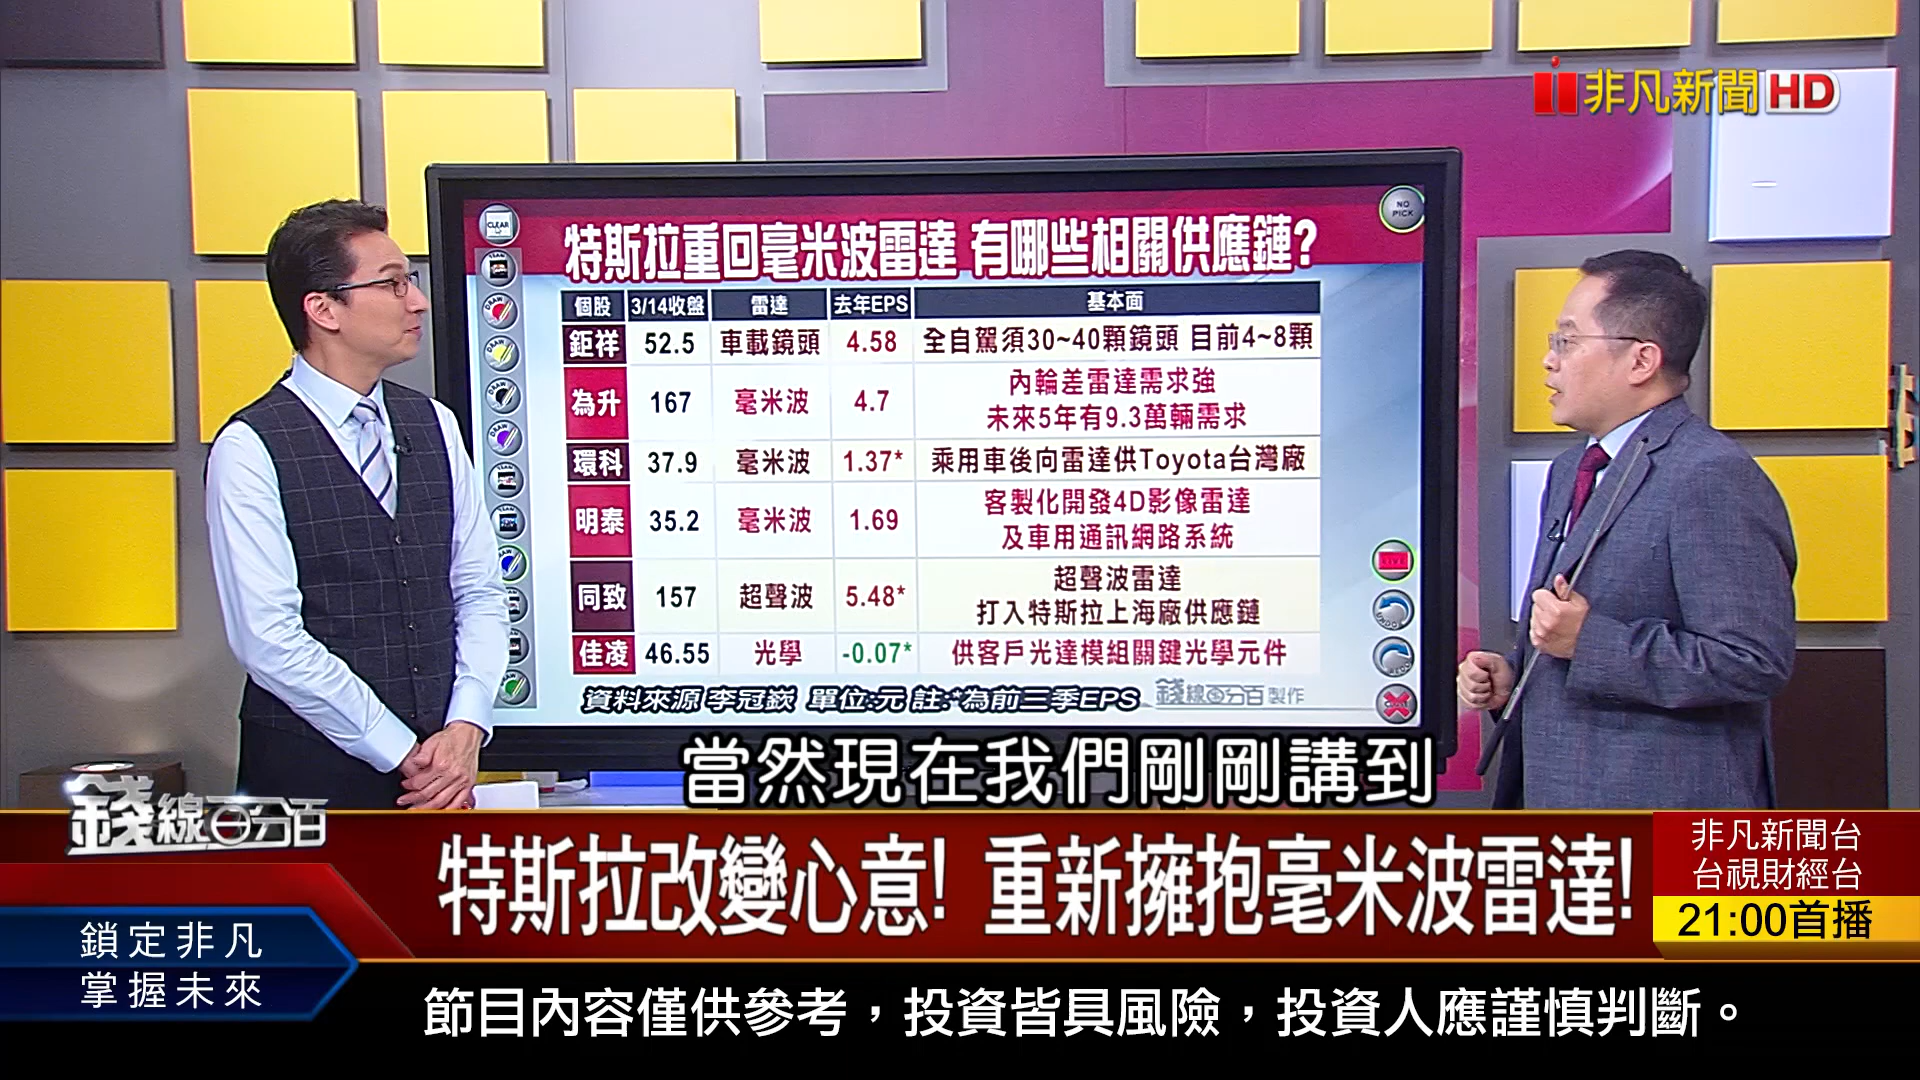 非凡新聞HD
CLEAR
NO
PICK
特斯拉重回毫米波雷達 有哪些相關供應鏈?
個股 3/14收盤 雷達 去年EPS 基本面
鉅祥 52.5 車載鏡頭 4.58 全自駕須30~40顆鏡頭 目前4~8顆
為升 167 毫米波 4.7 內輪差雷達需求強
未來5年有9.3萬輛需求
環科 37.9 毫米波 1.37* 乘用車後向雷達供Toyota台灣廠
明泰 35.2 毫米波 1.69 客製化開發4D影像雷達
及車用通訊網路系統
同致 157 超聲波 5.48* 超聲波雷達
打入特斯拉上海廠供應鏈
佳凌 46.55 光學 -0.07* 供客戶光達模組關鍵光學元件
資料來源 李冠嶔 單位:元 註:*為前三季EPS 錢線百分百 製作
DRAW
DRAW
DRAW
DRAW
DRAW
UNDO
當然現在我們剛剛講到
錢線百分百
特斯拉改變心意! 重新擁抱毫米波雷達!
非凡新聞台
台視財經台
21:00首播
鎖定非凡
掌握未來
節目內容僅供參考，投資皆具風險，投資人應謹慎判斷。